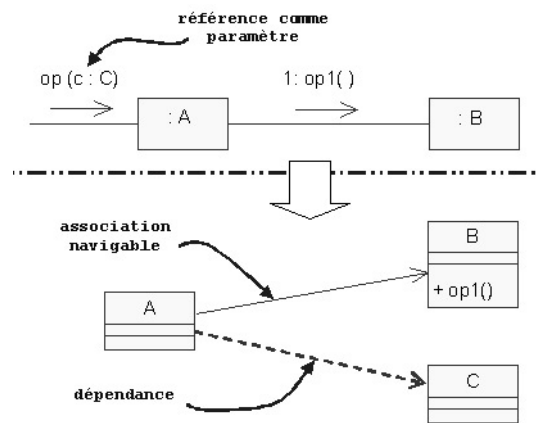 référence comme
paramètre
op (c : C)
1: op1( )
: A
: B
association
navigable
B
+ op1()
A
C
dépendance